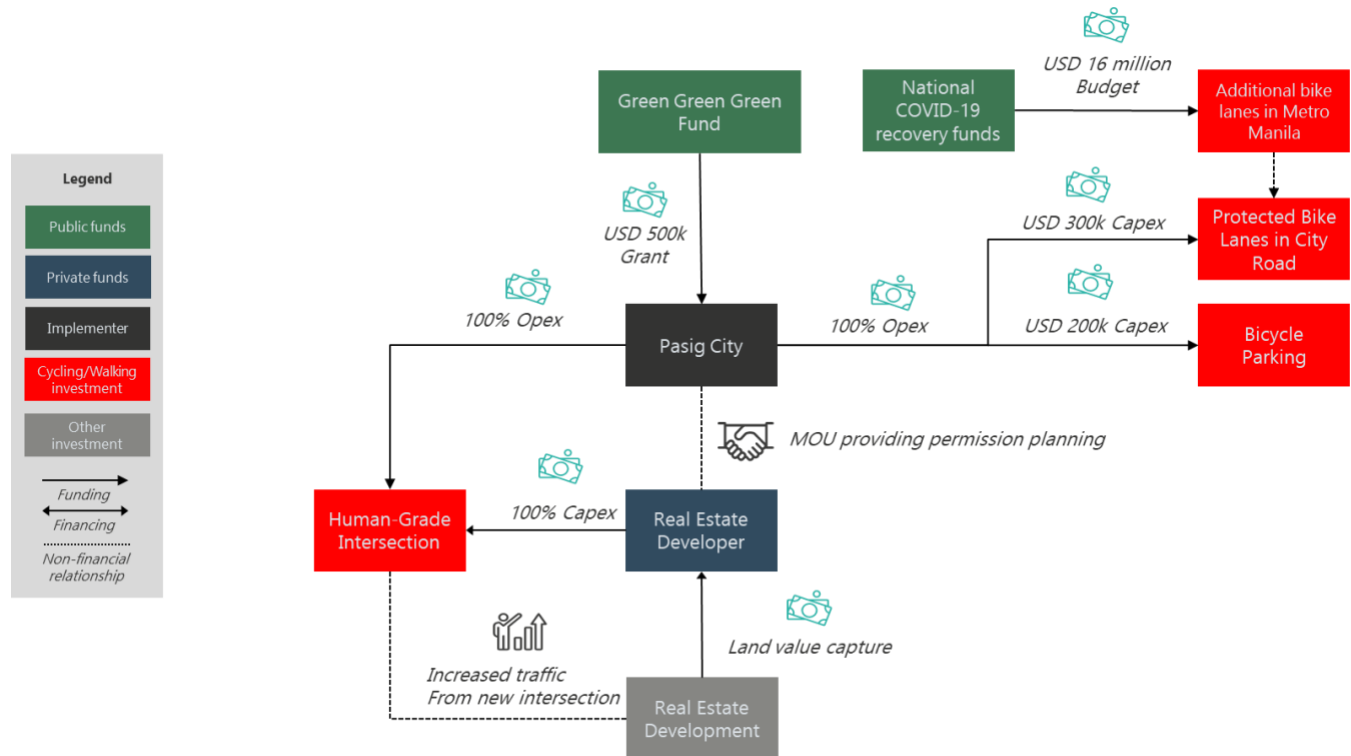 USD 16 million
Budget
Green Green Green
Fund
National
COVID-19
recovery funds
Additional bike
lanes in Metro
Manila
Legend
Public funds
Private funds
Implementer
Cycling/Walking
investment
Other
investment
Funding
Financing
Non-financial
relationship
USD 500k
Grant
USD 300k Capex
Protected Bike
Lanes in City
Road
100% Opex
Pasig City
100% Opex
USD 200k Capex
Bicycle
Parking
MOU providing permission planning
Human-Grade
Intersection
100% Capex
Real Estate
Developer
Increased traffic
From new intersection
Land value capture
Real Estate
Development